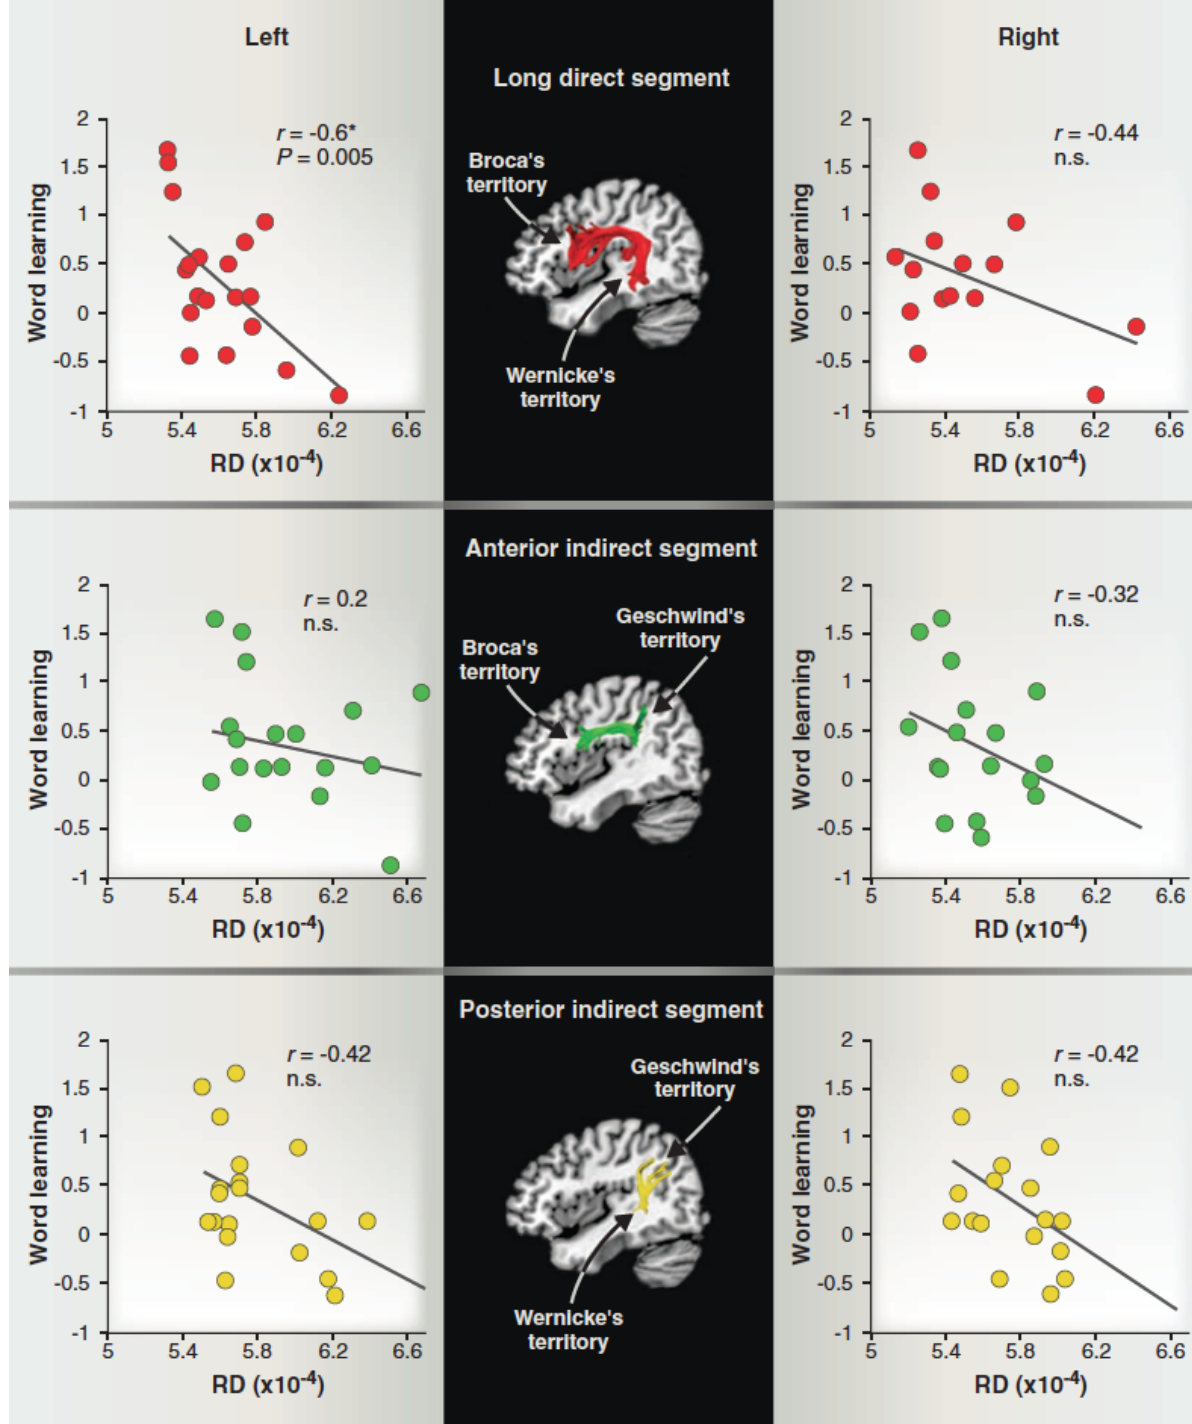 Left
Right
Long direct segment
2
1.5
1
0.5
0
-0.5
-1
Word learning
r = -0.6*
P = 0.005
5 5.4 5.8 6.2 6.6
RD (x10-4)
Broca's
territory
Wernicke's
territory
2
1.5
1
0.5
0
-0.5
-1
Word learning
r = -0.44
n.s.
5 5.4 5.8 6.2 6.6
RD (x10-4)
Anterior indirect segment
2
1.5
1
0.5
0
-0.5
-1
Word learning
r = 0.2
n.s.
5 5.4 5.8 6.2 6.6
RD (x10-4)
Geschwind's
territory
Broca's
territory
2
1.5
1
0.5
0
-0.5
-1
Word learning
r = -0.32
n.s.
5 5.4 5.8 6.2 6.6
RD (x10-4)
Posterior indirect segment
2
1.5
1
0.5
0
-0.5
-1
Word learning
r = -0.42
n.s.
5 5.4 5.8 6.2 6.6
RD (x10-4)
Geschwind's
territory
Wernicke's
territory
2
1.5
1
0.5
0
-0.5
-1
Word learning
r = -0.42
n.s.
5 5.4 5.8 6.2 6.6
RD (x10-4)